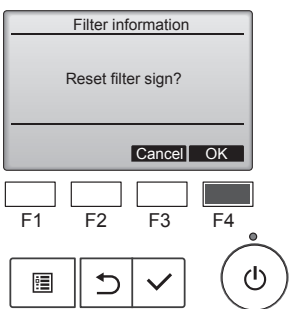 Filter information
Reset filter sign?
Cancel OK
F1 F2 F3 F4